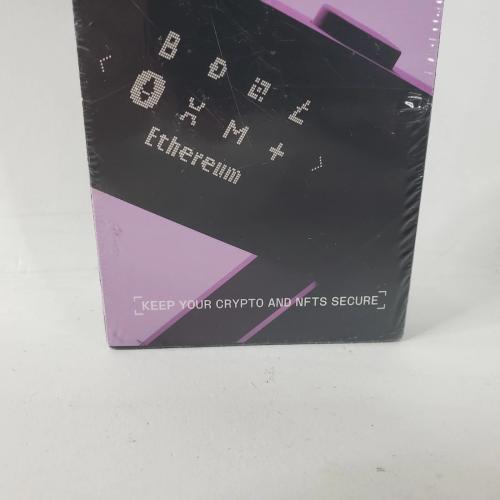 Ethereum
KEEP YOUR CRYPTO AND NFTS SECURE